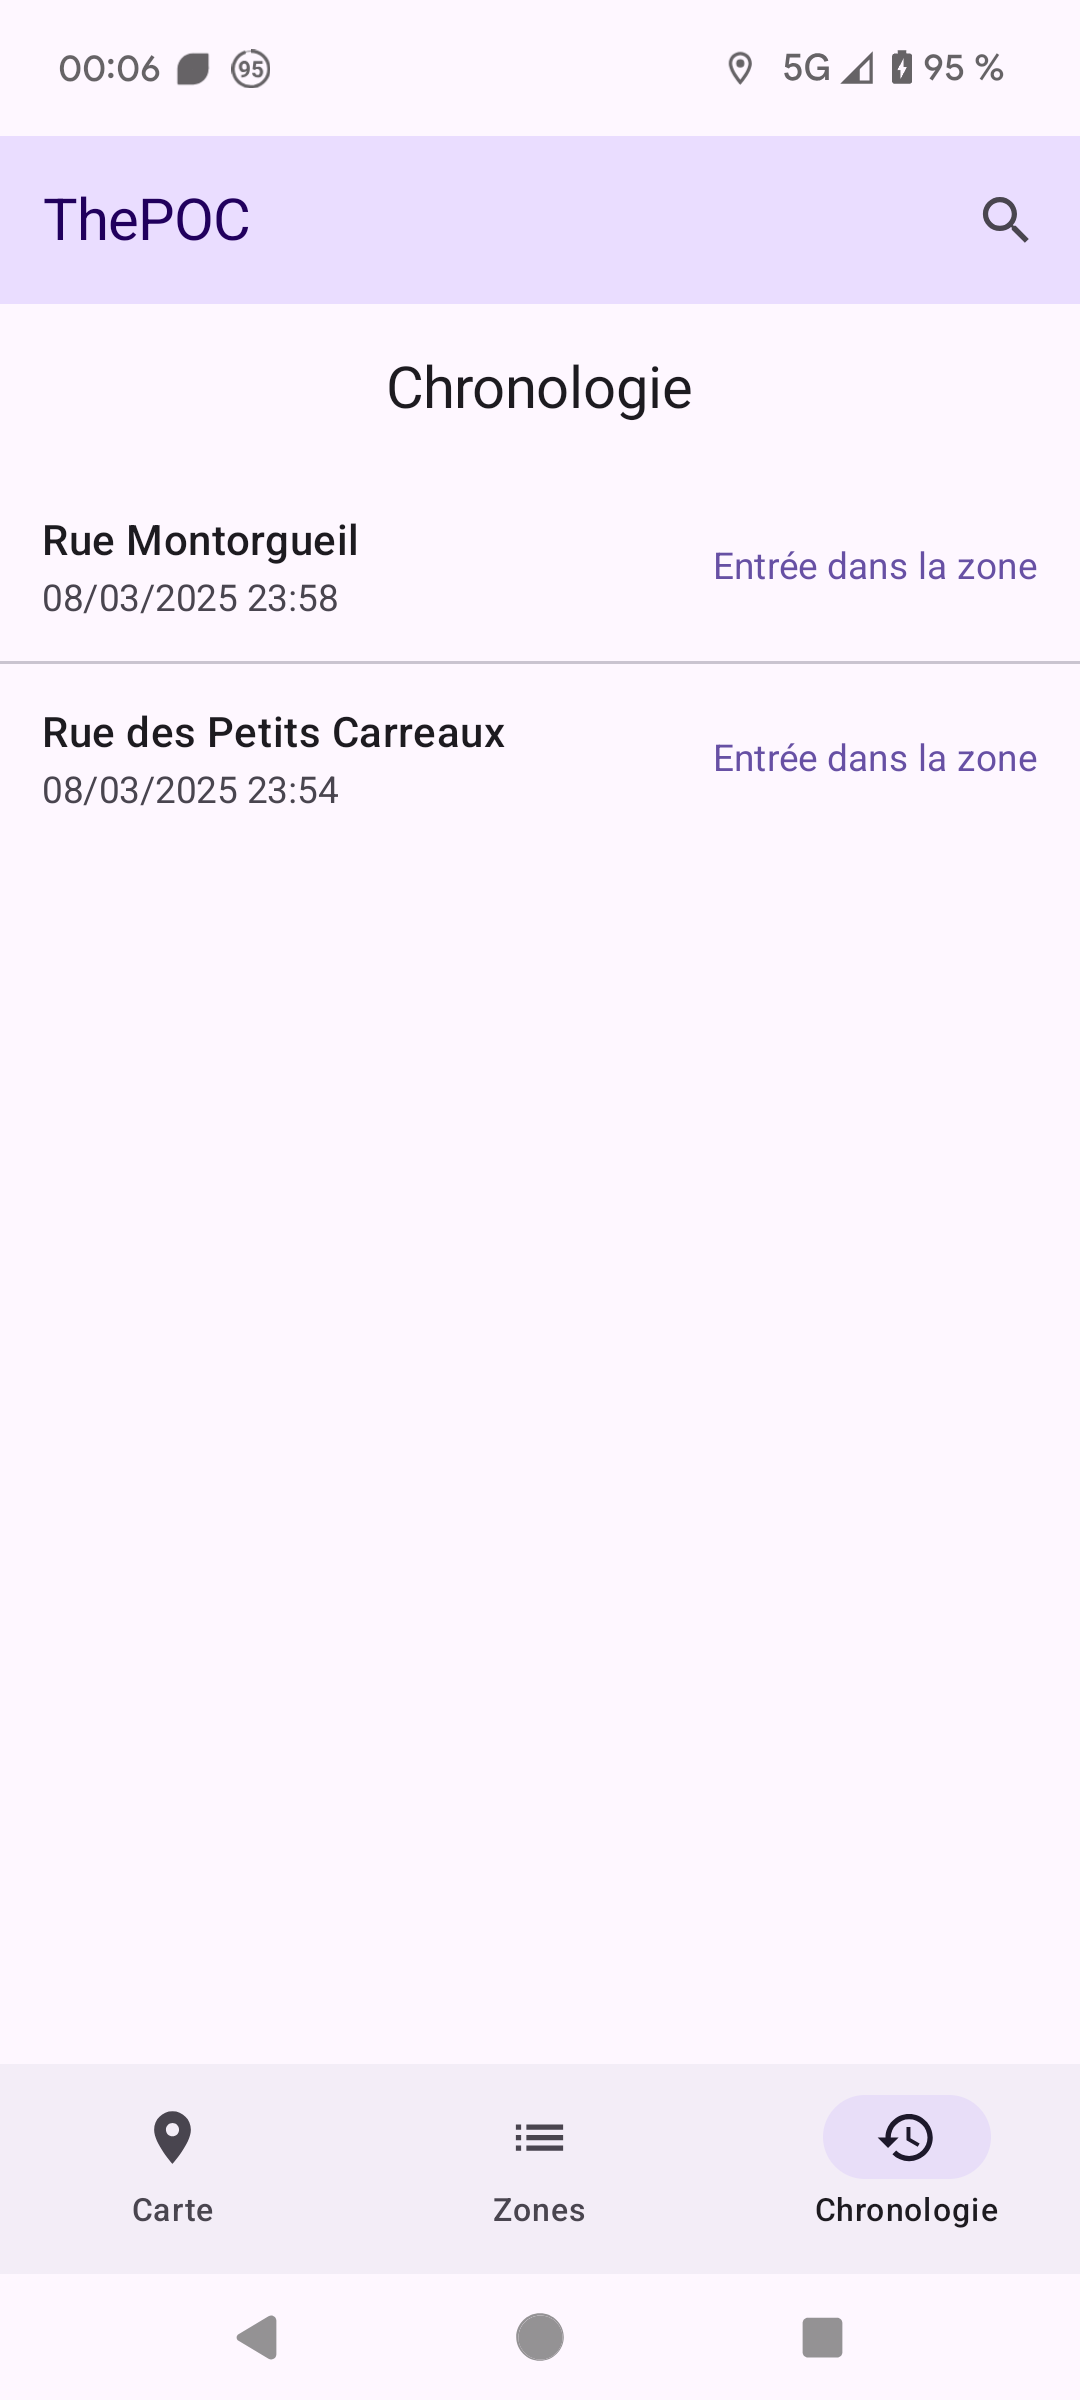 00:06 95 5G 95 %
ThePOC
Chronologie
Rue Montorgueil
08/03/2025 23:58
Entrée dans la zone
Rue des Petits Carreaux
08/03/2025 23:54
Entrée dans la zone
Carte
Zones
Chronologie